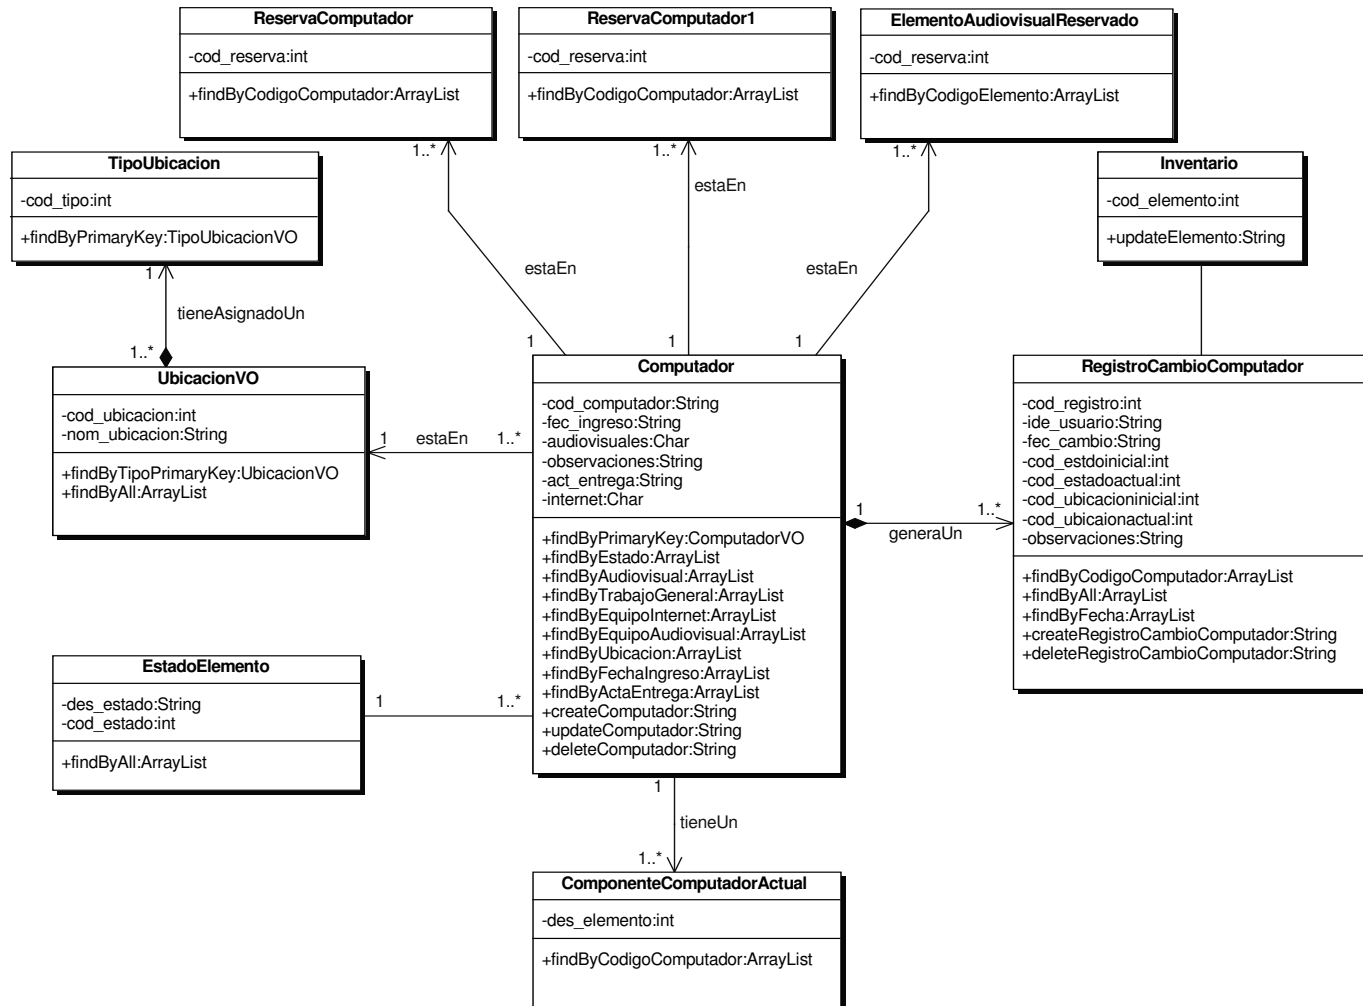 ReservaComputador
-cod_reserva:int
+findByCodigoComputador:ArrayList
ReservaComputador1
-cod_reserva:int
+findByCodigoComputador:ArrayList
ElementoAudiovisualReservado
-cod_reserva:int
+findByCodigoElemento:ArrayList
1..*
1..*
1..*
TipoUbicacion
-cod_tipo:int
+findByPrimaryKey:TipoUbicacionVO
Inventario
-cod_elemento:int
+updateElemento:String
estaEn
estaEn
estaEn
1
tieneAsignadoUn
1..*
1
1
1
UbicacionVO
-cod_ubicacion:int
-nom_ubicacion:String
+findByTipoPrimaryKey:UbicacionVO
+findByAll:ArrayList
1
estaEn
1..*
Computador
-cod_computador:String
-fec_ingreso:String
-audiovisuales:Char
-observaciones:String
-act_entrega:String
-internet:Char
+findByPrimaryKey:ComputadorVO
+findByEstado:ArrayList
+findByAudiovisual:ArrayList
+findByTrabajoGeneral:ArrayList
+findByEquipoInternet:ArrayList
+findByEquipoAudiovisual:ArrayList
+findByUbicacion:ArrayList
+findByFechaIngreso:ArrayList
+findByActaEntrega:ArrayList
+createComputador:String
+updateComputador:String
+deleteComputador:String
1
generaUn
1..*
RegistroCambioComputador
-cod_registro:int
-ide_usuario:String
-fec_cambio:String
-cod_estdoinicial:int
-cod_estadoactual:int
-cod_ubicacioninicial:int
-cod_ubicaionactual:int
-observaciones:String
+findByCodigoComputador:ArrayList
+findByAll:ArrayList
+findByFecha:ArrayList
+createRegistroCambioComputador:String
+deleteRegistroCambioComputador:String
EstadoElemento
-des_estado:String
-cod_estado:int
+findByAll:ArrayList
1
1..*
1
tieneUn
1..*
ComponenteComputadorActual
-des_elemento:int
+findByCodigoComputador:ArrayList